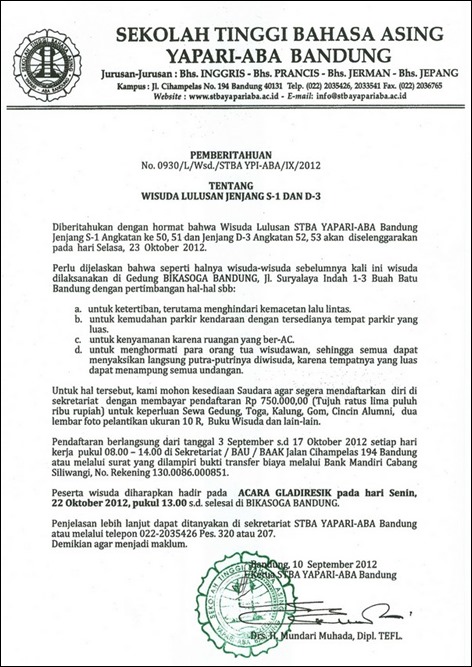 SEKOLAH TINGGI BAHASA ASING
YAPARI-ABA BANDUNG
Jurusan-Jurusan : Bhs. INGGRIS - Bhs. PRANCIS - Bhs. JERMAN - Bhs. JEPANG
Kampus : Jl. Cihampelas No. 194 Bandung 40131 Telp. (022) 2035426, 2033541 Fax. (022) 2036765
Website : www.stbayapariaba.ac.id - E-mail: info@stbayapariaba.ac.id
PEMBERITAHUAN
No. 0930/L/Wsd./STBA YPI-ABA/IX/2012
TENTANG
WISUDA LULUSAN JENJANG S-1 DAN D-3
Diberitahukan dengan hormat bahwa Wisuda Lulusan STBA YAPARI-ABA Bandung
Jenjang S-1 Angkatan ke 50, 51 dan Jenjang D-3 Angkatan 52, 53 akan diselenggarakan
pada hari Selasa, 23 Oktober 2012.
Perlu dijelaskan bahwa seperti halnya wisuda-wisuda sebelumnya kali ini wisuda
dilaksanakan di Gedung BIKASOGA BANDUNG, Jl. Suryalaya Indah 1-3 Buah Batu
Bandung dengan pertimbangan hal-hal sbb:
a. untuk ketertiban, terutama menghindari kemacetan lalu lintas.
b. untuk kemudahan parkir kendaraan dengan tersedianya tempat parkir yang
luas.
c. untuk kenyamanan karena ruangan yang ber-AC.
d. untuk menghormati para orang tua wisudawan, sehingga semua dapat
menyaksikan langsung putra-putrinya diwisuda, karena tempatnya yang luas
dapat menampung semua undangan.
Untuk hal tersebut, kami mohon kesediaan Saudara agar segera mendaftarkan diri di
sekretariat dengan membayar pendaftaran Rp 750.000,00 (Tujuh ratus lima puluh
ribu rupiah) untuk keperluan Sewa Gedung, Toga, Kalung, Gom, Cincin Alumni, dua
lembar foto pelantikan ukuran 10 R, Buku Wisuda dan lain-lain.
Pendaftaran berlangsung dari tanggal 3 September s.d 17 Oktober 2012 setiap hari
kerja pukul 08.00 – 14.00 di Sekretariat / BAU / BAAK Jalan Cihampelas 194 Bandung
atau melalui surat yang dilampiri bukti transfer biaya melalui Bank Mandiri Cabang
Siliwangi, No. Rekening 130.0086.000851.
Peserta wisuda diharapkan hadir pada ACARA GLADIRESIK pada hari Senin,
22 Oktober 2012, pukul 13.00 s.d. selesai di BIKASOGA BANDUNG.
Penjelasan lebih lanjut dapat ditanyakan di sekretariat STBA YAPARI-ABA Bandung
atau melalui telepon 022-2035426 Pes. 320 atau 207.
Demikian agar menjadi maklum.
Bandung, 10 September 2012
Ketua STBA YAPARI-ABA Bandung
SEKOLAH TINGGI BAHASA ASING
Drs. H. Mundari Muhada, Dipl. TEFL.